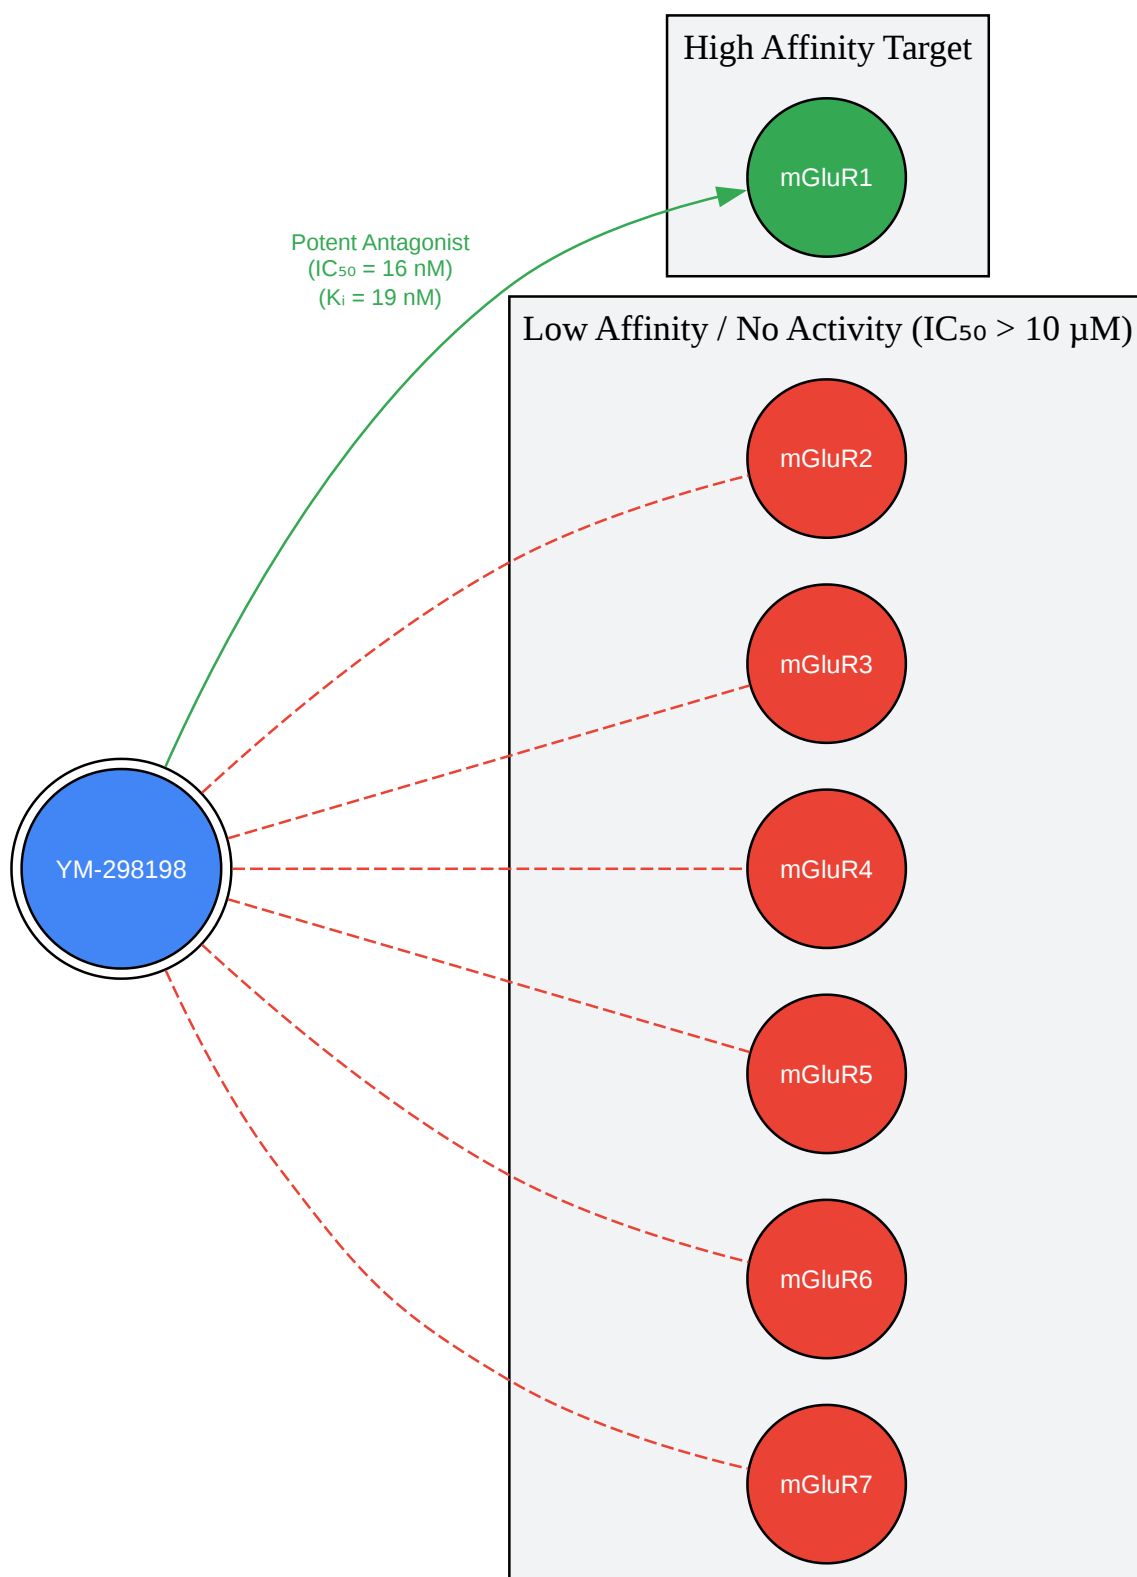 High Affinity Target
mGluR1
Potent Antagonist
(IC₅₀ = 16 nM)
(Kᵢ = 19 nM)
Low Affinity / No Activity (IC₅₀ > 10 µM)
mGluR2
mGluR3
YM-298198
mGluR4
mGluR5
mGluR6
mGluR7